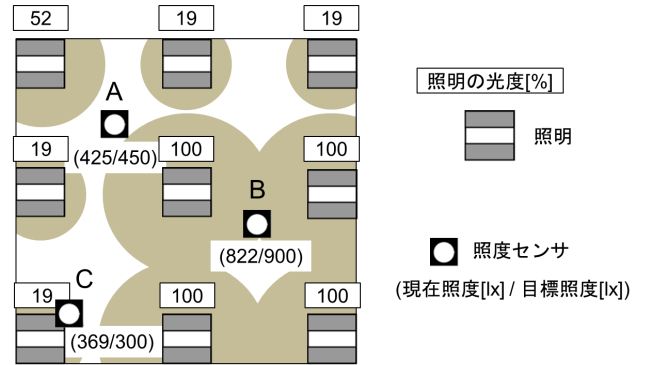 52 19 19
A
(425/450)
照明の光度[%]
照明
19 100 100
B
(822/900)
照度センサ
(現在照度[lx] / 目標照度[lx])
C
19 100 100
(369/300)